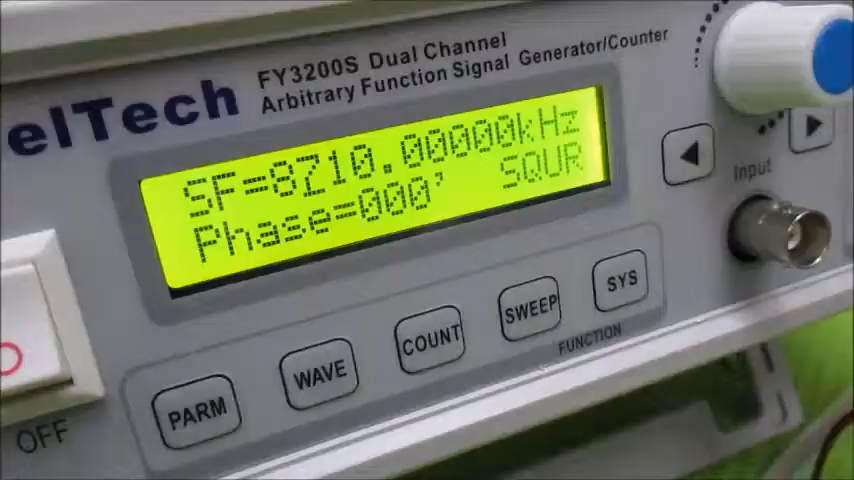 elTech
FY3200S Dual Channel
Arbitrary Function Signal Generator/Counter
SF=8710.00000kHz
Phase=000' SQUR
Input
PARM
WAVE
COUNT
SWEEP
SYS
FUNCTION
OFF